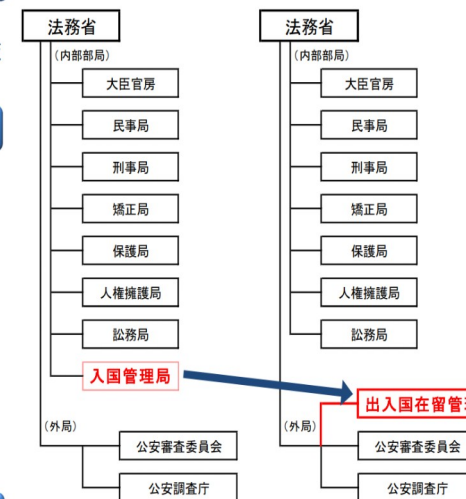 法務省
(内部部局)
大臣官房
民事局
刑事局
矯正局
保護局
人権擁護局
訟務局
入国管理局
(外局)
公安審査委員会
公安調査庁
法務省
(内部部局)
大臣官房
民事局
刑事局
矯正局
保護局
人権擁護局
訟務局
出入国在留管
(外局)
公安審査委員会
公安調査庁